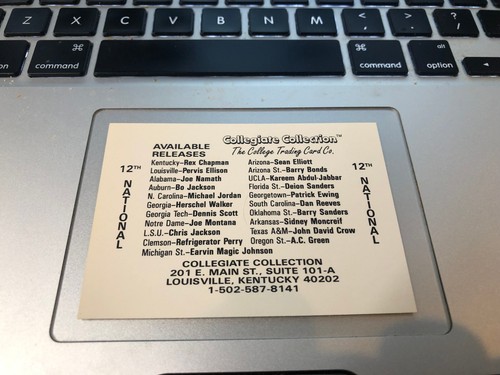 Z X C V B N M < , > . ? /
command
⌘ command
alt option
Collegiate Collection™
The College Trading Card Co.
AVAILABLE
RELEASES
12TH
NATIONAL
Kentucky-Rex Chapman
Louisville-Pervis Ellison
Alabama-Joe Namath
Auburn-Bo Jackson
N. Carolina-Michael Jordan
Georgia-Herschel Walker
Georgia Tech-Dennis Scott
Notre Dame-Joe Montana
L.S.U.-Chris Jackson
Clemson-Refrigerator Perry
Michigan St.-Earvin Magic Johnson
Arizona-Sean Elliott
Arizona St.-Barry Bonds
UCLA-Kareem Abdul-Jabbar
Florida St.-Deion Sanders
Georgetown-Patrick Ewing
South Carolina-Dan Reeves
Oklahoma St.-Barry Sanders
Arkansas-Sidney Moncreif
Texas A&M-John David Crow
Oregon St.-A.C. Green
12TH
NATIONAL
COLLEGIATE COLLECTION
201 E. MAIN ST., SUITE 101-A
LOUISVILLE, KENTUCKY 40202
1-502-587-8141